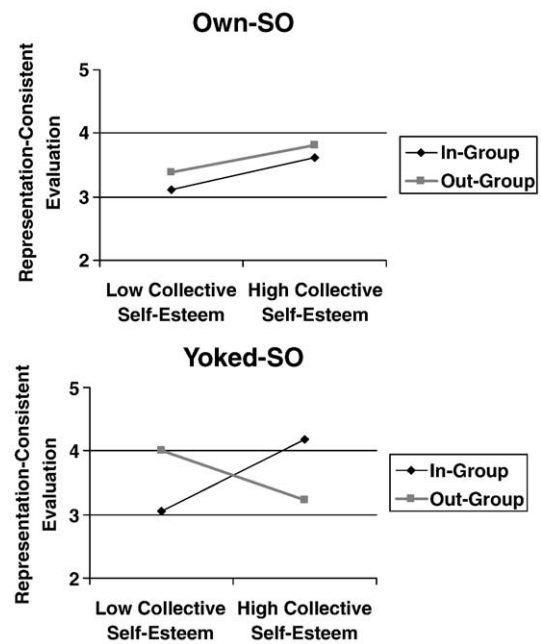 Own-SO
Representation-Consistent
Evaluation
5
4
3
2
Low Collective
Self-Esteem
High Collective
Self-Esteem
In-Group
Out-Group
Yoked-SO
Representation-Consistent
Evaluation
5
4
3
2
Low Collective
Self-Esteem
High Collective
Self-Esteem
In-Group
Out-Group